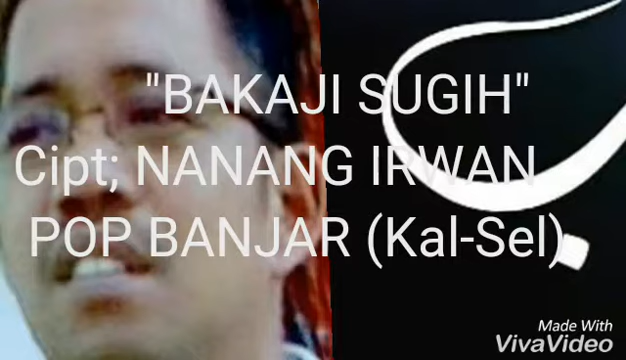 "BAKAJI SUGIH"
Cipt; NANANG IRWAN
POP BANJAR (Kal-Sel)
Made With
VivaVideo